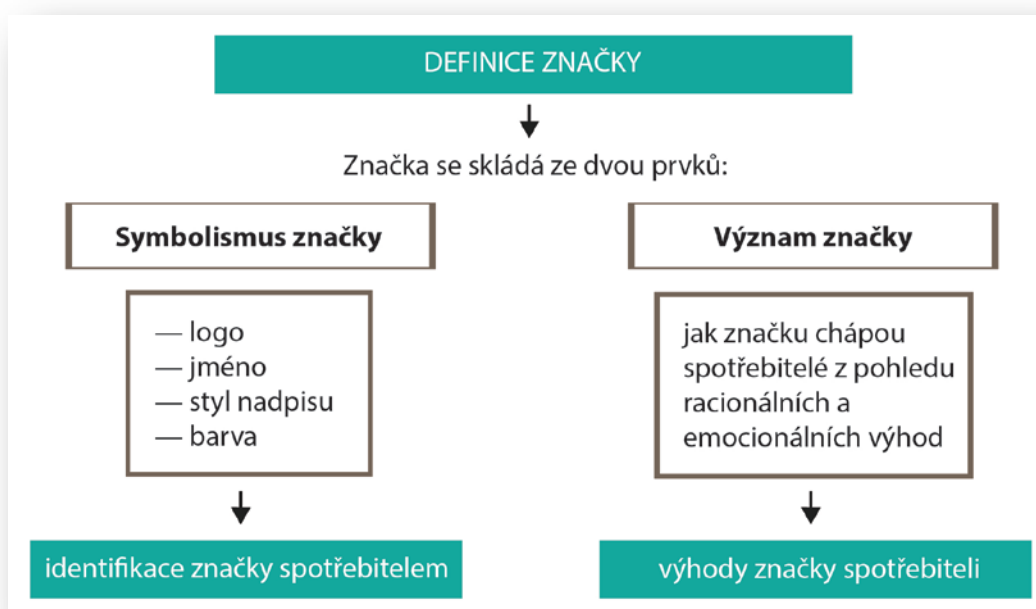 DEFINICE ZNAČKY
Značka se skládá ze dvou prvků:
Symbolismus značky
— logo
— jméno
— styl nadpisu
— barva
identifikace značky spotřebitelem
Význam značky
jak značku chápou
spotřebitelé z pohledu
racionálních a
emocionálních výhod
výhody značky spotřebiteli